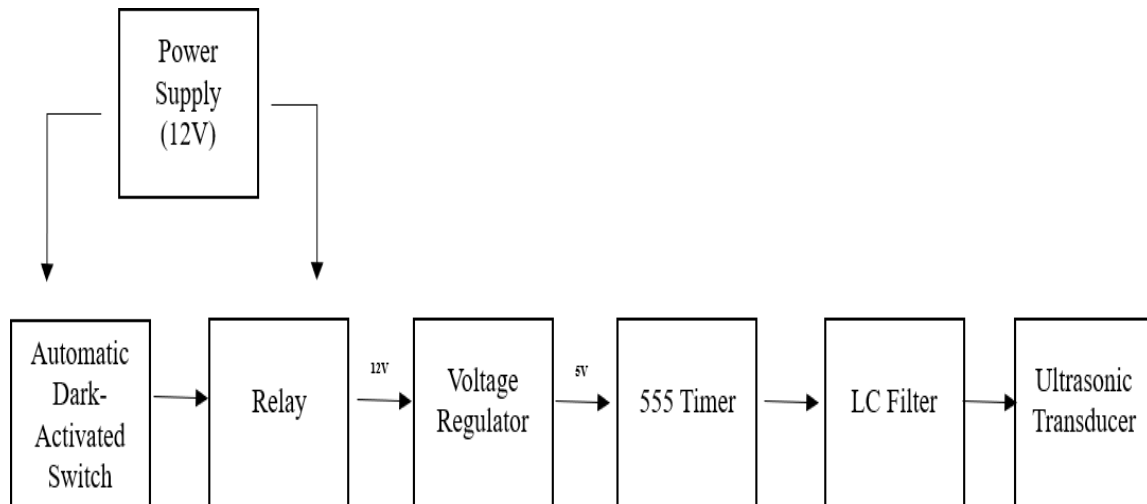 Power
Supply
(12V)
Automatic
Dark-
Activated
Switch
Relay
12V
Voltage
Regulator
5V
555 Timer
LC Filter
Ultrasonic
Transducer